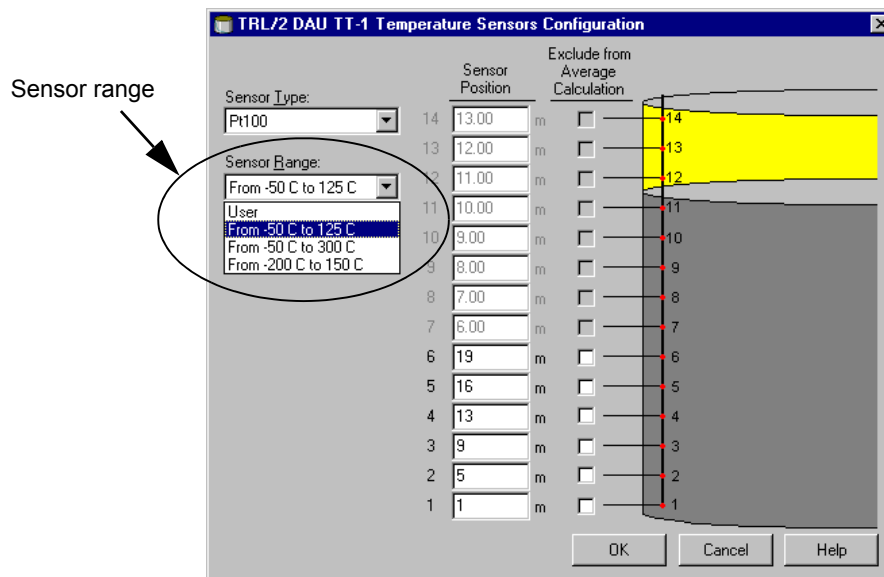 TRL/2 DAU TT-1 Temperature Sensors Configuration
Sensor range
Sensor Type:
Pt100
Sensor Range:
From -50 C to 125 C
User
From -50 C to 125 C
From -50 C to 300 C
From -200 C to 150 C
Sensor Position
Exclude from Average Calculation
14 13.00 m 14
13 12.00 m 13
12 11.00 m 12
11 10.00 m 11
10 9.00 m 10
9 8.00 m 9
8 7.00 m 8
7 6.00 m 7
6 19 m 6
5 16 m 5
4 13 m 4
3 9 m 3
2 5 m 2
1 1 m 1
OK Cancel Help